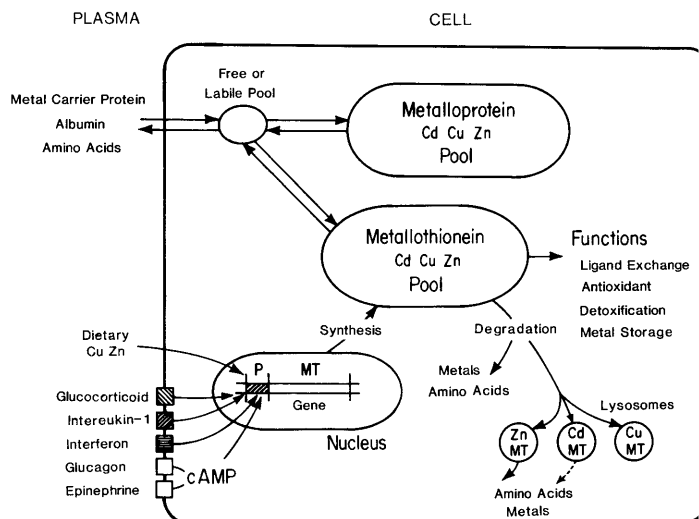 PLASMA
CELL
Free or
Labile Pool
Metal Carrier Protein
Albumin
Amino Acids
Metalloprotein
Cd Cu Zn
Pool
Metallothionein
Cd Cu Zn
Pool
Functions
Ligand Exchange
Antioxidant
Detoxification
Metal Storage
Synthesis
Degradation
Dietary
Cu Zn
P.
MT
Gene
Nucleus
Metals
Amino Acids
Lysosomes
Glucocorticoid
Intereukin-1
Interferon
Glucagon
Epinephrine
cAMP
Zn
MT
Cd
MT
Cu
MT
Amino Acids
Metals